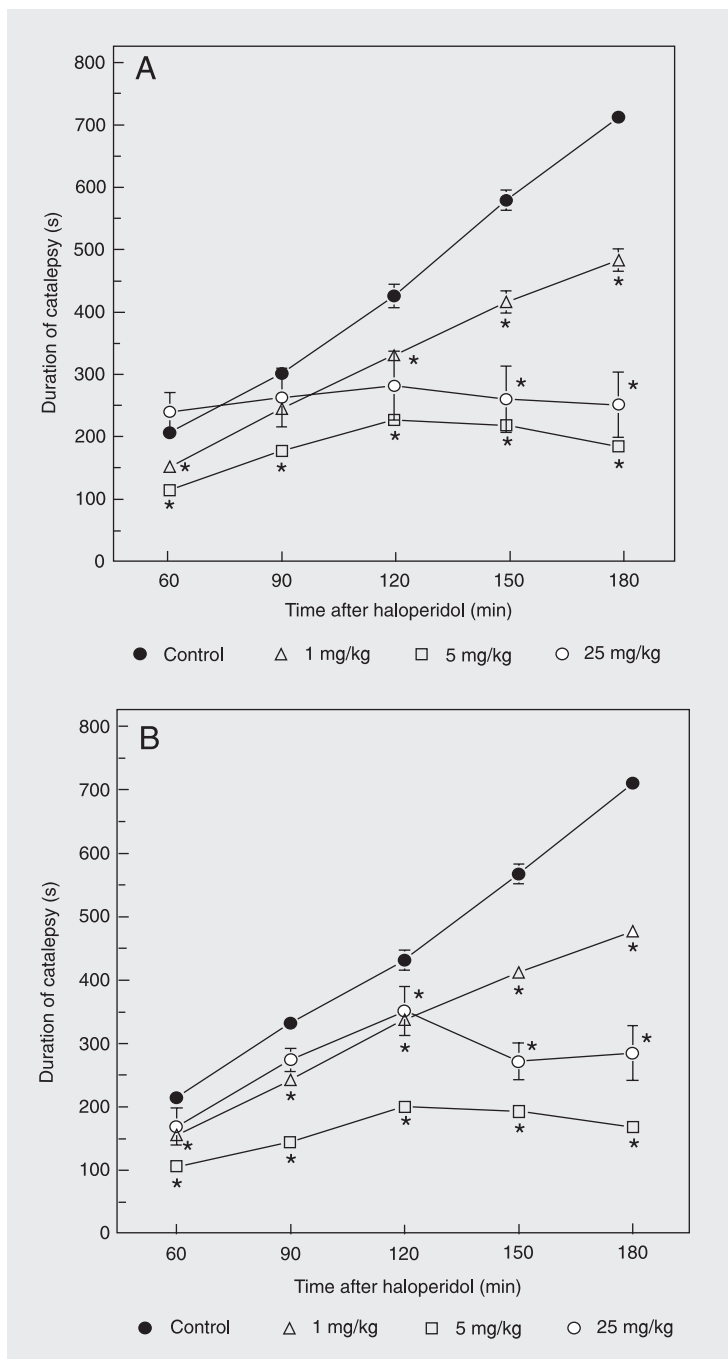 A
800
700
600
500
400
300
200
100
0
Duration of catalepsy (s)
* * * * * * * * * * *
60 90 120 150 180
Time after haloperidol (min)
Control 1 mg/kg 5 mg/kg 25 mg/kg
B
800
700
600
500
400
300
200
100
0
Duration of catalepsy (s)
* * * * * * * * * * * * *
60 90 120 150 180
Time after haloperidol (min)
Control 1 mg/kg 5 mg/kg 25 mg/kg